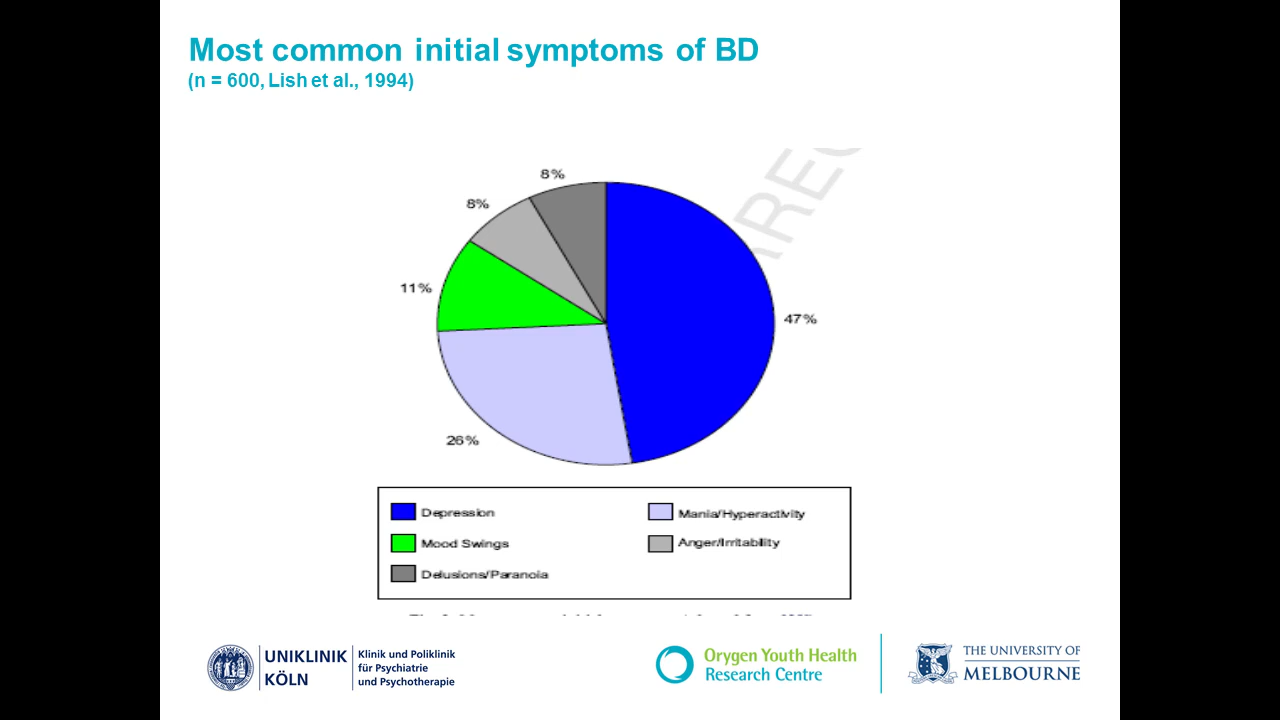 Most common initial symptoms of BD
(n = 600, Lish et al., 1994)
8%
8%
11%
47%
26%
Depression
Mania/Hyperactivity
Mood Swings
Anger/Irritability
Delusions/Paranoia
UNIKLINIK
KÖLN
Klinik und Poliklinik
für Psychiatrie
und Psychotherapie
Orygen Youth Health
Research Centre
THE UNIVERSITY OF
MELBOURNE